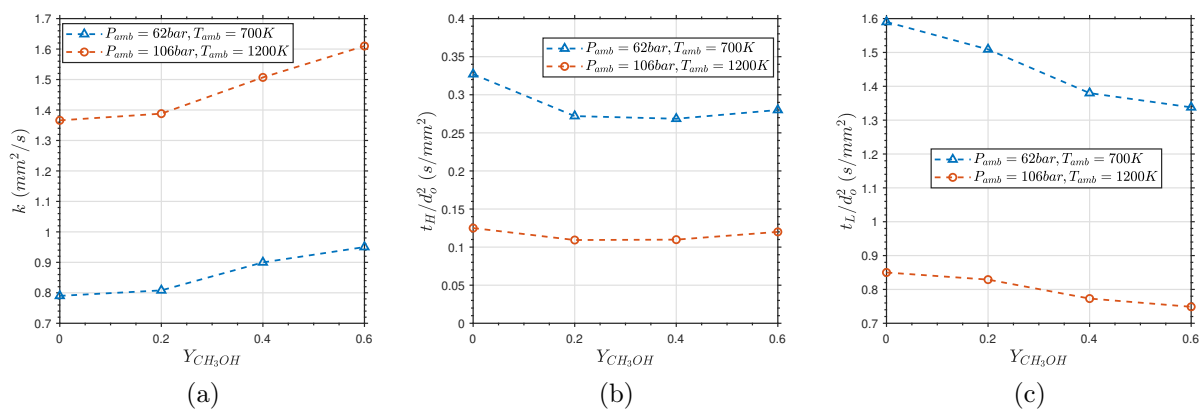 1.7
1.6
1.5
1.4
1.3
1.2
1.1
1
0.9
0.8
0.7
k (mm²/s)
P_amb = 62bar, T_amb = 700K
P_amb = 106bar, T_amb = 1200K
0 0.2 0.4 0.6
Y_CH₃OH
(a)
0.4
0.35
0.3
0.25
0.2
0.15
0.1
0.05
0
t_H/d_o² (s/mm²)
P_amb = 62bar, T_amb = 700K
P_amb = 106bar, T_amb = 1200K
0 0.2 0.4 0.6
Y_CH₃OH
(b)
1.6
1.5
1.4
1.3
1.2
1.1
1
0.9
0.8
0.7
t_L/d_o² (s/mm²)
P_amb = 62bar, T_amb = 700K
P_amb = 106bar, T_amb = 1200K
0 0.2 0.4 0.6
Y_CH₃OH
(c)